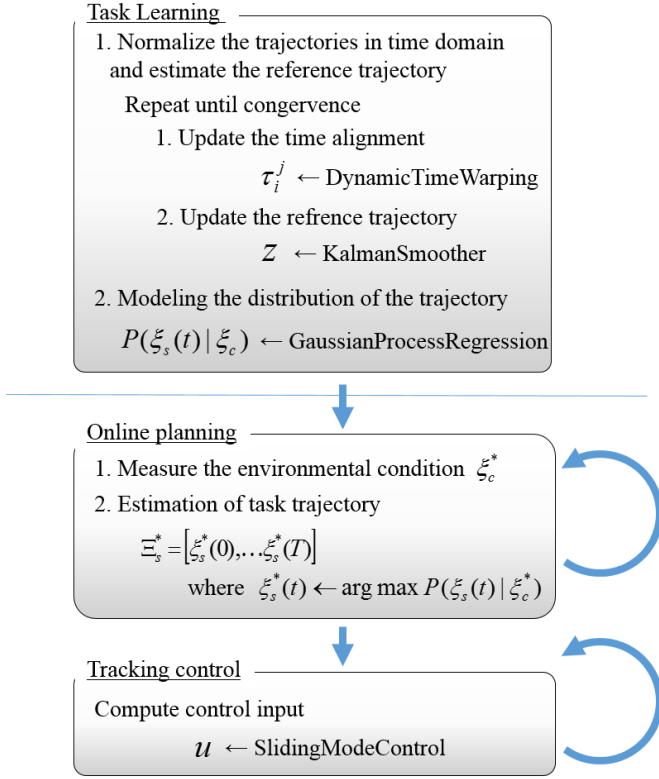 Task Learning
1. Normalize the trajectories in time domain
and estimate the reference trajectory
Repeat until congervence
1. Update the time alignment
τ_i^j ← DynamicTimeWarping
2. Update the refrence trajectory
z ← KalmanSmoother
2. Modeling the distribution of the trajectory
P(ξ_s(t) | ξ_c) ← GaussianProcessRegression
Online planning
1. Measure the environmental condition ξ_c^*
2. Estimation of task trajectory
Ξ_s^* = [ξ_s^*(0),…ξ_s^*(T)]
where ξ_s^*(t) ← arg max P(ξ_s(t) | ξ_c^*)
Tracking control
Compute control input
u ← SlidingModeControl